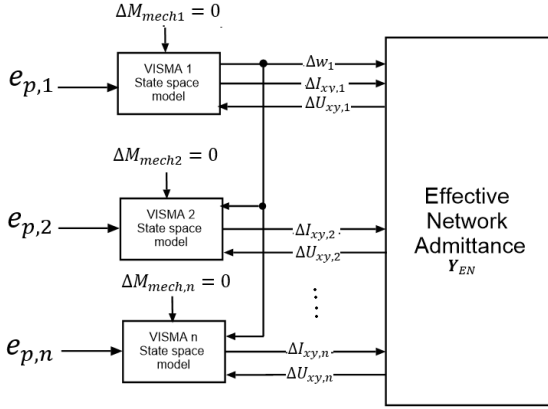 ΔM_mech1 = 0
e_p,1
VISMA 1
State space
model
Δw_1
ΔI_xy,1
ΔU_xy,1
ΔM_mech2 = 0
e_p,2
VISMA 2
State space
model
ΔI_xy,2
ΔU_xy,2
Effective
Network
Admittance
Y_EN
ΔM_mech,n = 0
⋮
e_p,n
VISMA n
State space
model
ΔI_xy,n
ΔU_xy,n